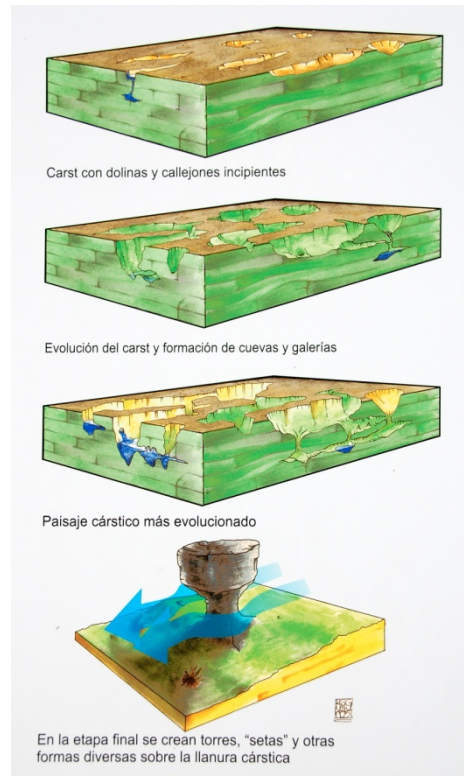 Carst con dolinas y callejones incipientes
Evolución del carst y formación de cuevas y galerías
Paisaje cárstico más evolucionado
En la etapa final se crean torres, “setas” y otras
formas diversas sobre la llanura cárstica